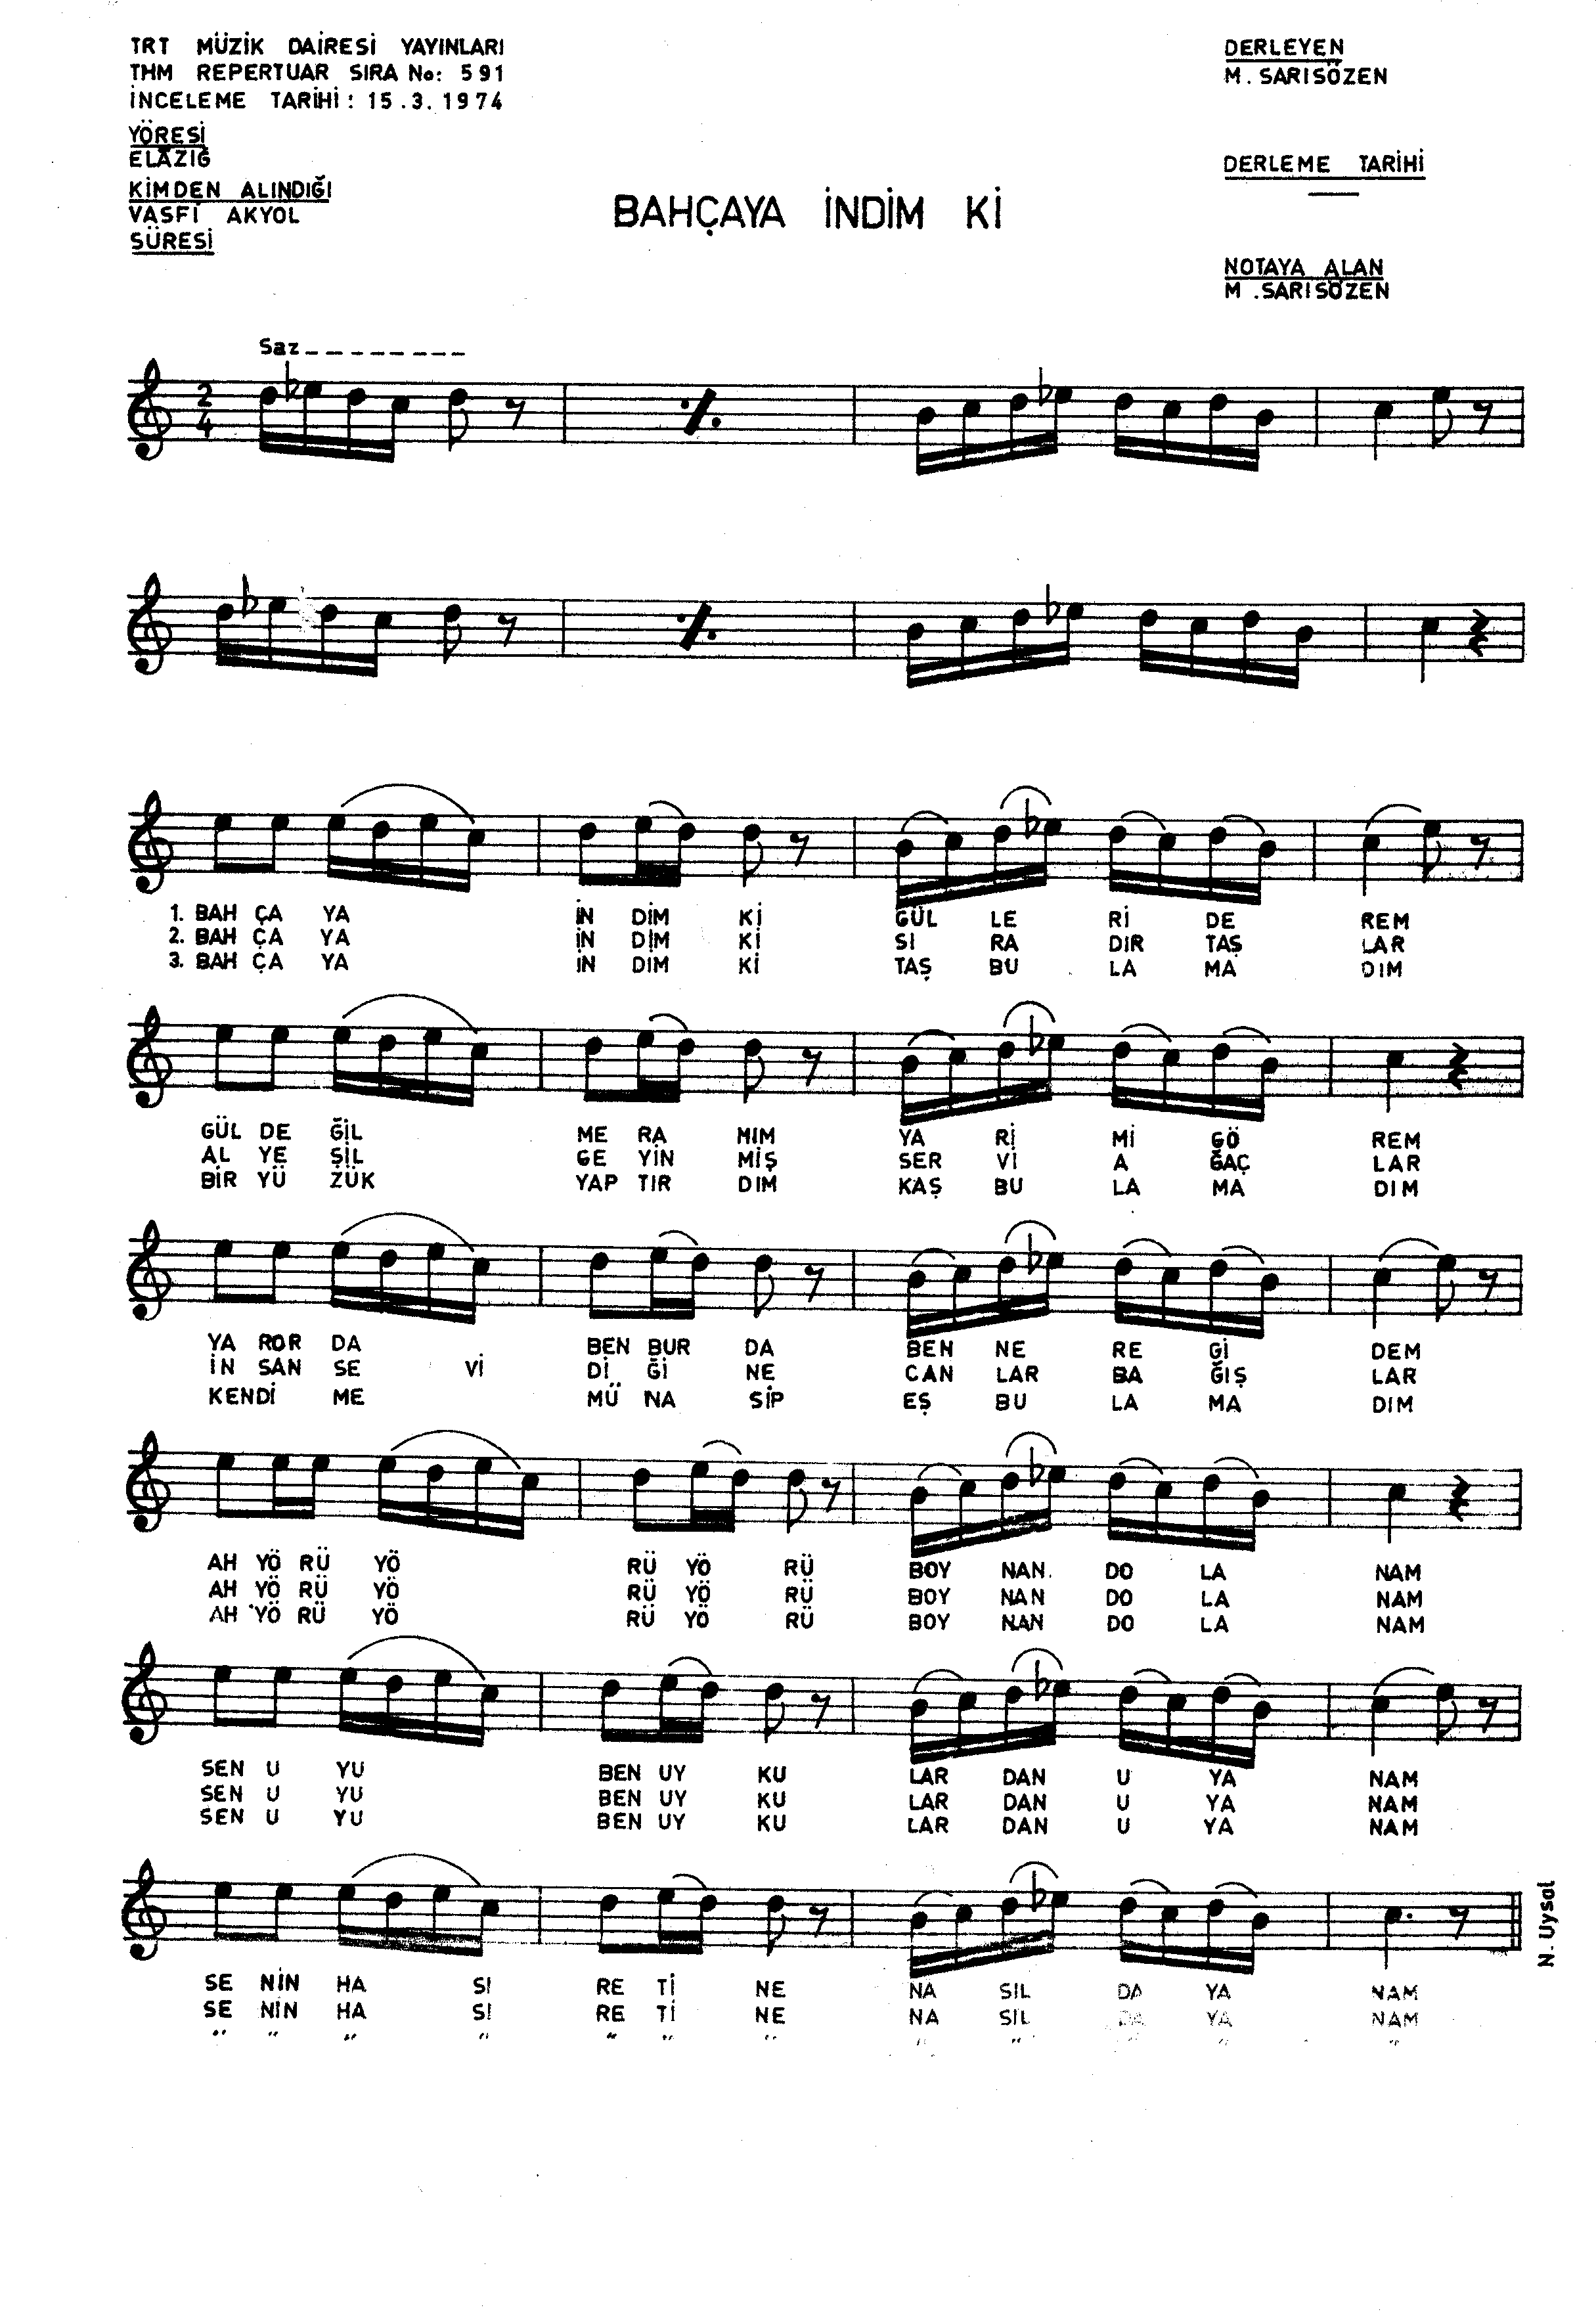 TRT MÜZİK DAİRESİ YAYINLARI
THM REPERTUAR SIRA No: 591
İNCELEME TARİHİ: 15.3.1974
YÖRESİ
ELÂZIĞ
KİMDEN ALINDIĞI
VASFİ AKYOL
SÜRESİ
BAHÇAYA İNDİM Kİ
DERLEYEN
M. SARISÖZEN
DERLEME TARİHİ
NOTAYA ALAN
M. SARISÖZEN
Saz_ _ _ _ _ _ _ _ _
2
4
1. BAH ÇA YA İN DİM Kİ GÜL LE Rİ DE REM
2. BAH ÇA YA İN DİM Kİ SI RA DIR TAŞ LAR
3. BAH ÇA YA İN DİM Kİ TAŞ BU LA MA DIM
GÜL DE ĞİL ME RA MIM YA Rİ Mİ GÖ REM
AL YE ŞİL GE YİN MİŞ SER Vİ A ĞAÇ LAR
BİR YÜ ZÜK YAP TIR DIM KAŞ BU LA MA DIM
YA ROR DA BEN BUR DA BEN NE RE Gİ DEM
İN SAN SE Vİ Dİ Ğİ NE CAN LAR BA ĞIŞ LAR
KENDİ ME MÜ NA SİP EŞ BU LA MA DIM
AH YÖ RÜ YÖ RÜ YÖ RÜ BOY NAN DO LA NAM
AH YÖ RÜ YÖ RÜ YÖ RÜ BOY NAN DO LA NAM
AH YÖ RÜ YÖ RÜ YÖ RÜ BOY NAN DO LA NAM
SEN U YU BEN UY KU LAR DAN U YA NAM
SEN U YU BEN UY KU LAR DAN U YA NAM
SEN U YU BEN UY KU LAR DAN U YA NAM
SE NİN HA SI RE Tİ NE NA SIL DA YA NAM
SE NİN HA SI RE Tİ NE NA SIL DA YA NAM
" " " " " " " " " " " "
N. Uysal